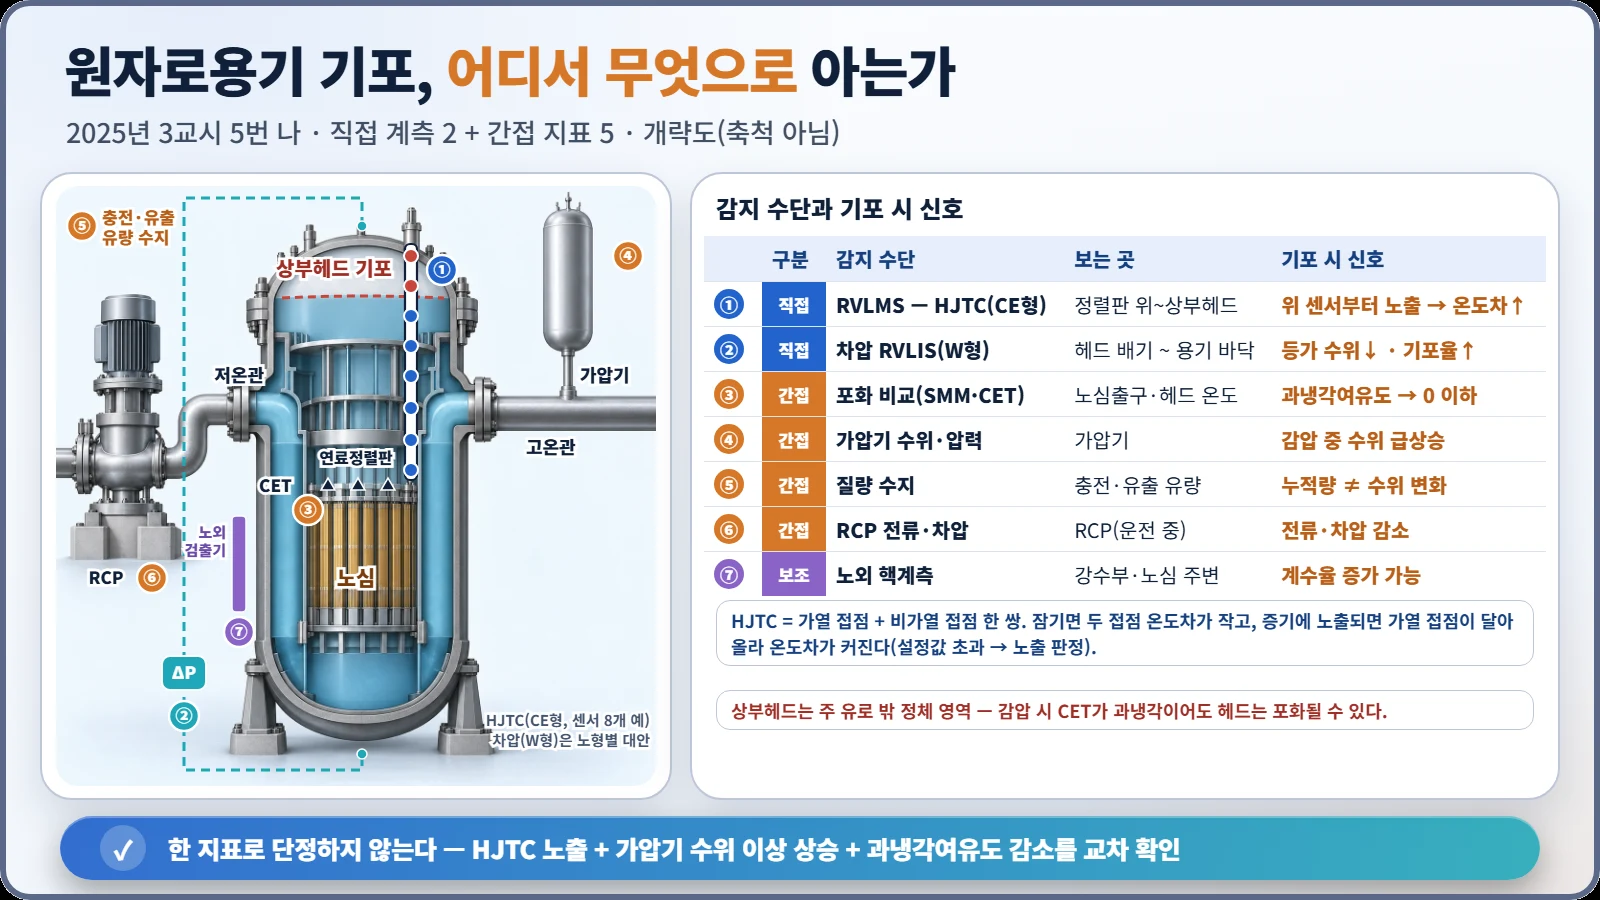 원자로용기 기포, 어디서 무엇으로 아는가
2025년 3교시 5번 나 · 직접 계측 2 + 간접 지표 5 · 개략도(축척 아님)
⑤ 충전·유출
유량 수지
상부헤드 기포
①
④
저온관
가압기
고온관
연료정렬판
CET
③
노외
검출기
노심
RCP ⑥
⑦
ΔP
②
HJTC(CE형, 센서 8개 예)
차압(W형)은 노형별 대안
감지 수단과 기포 시 신호
구분 감지 수단 보는 곳 기포 시 신호
① 직접 RVLMS — HJTC(CE형) 정렬판 위~상부헤드 위 센서부터 노출 → 온도차↑
② 직접 차압 RVLIS(W형) 헤드 배기 ~ 용기 바닥 등가 수위↓ · 기포율↑
③ 간접 포화 비교(SMM·CET) 노심출구·헤드 온도 과냉각여유도 → 0 이하
④ 간접 가압기 수위·압력 가압기 감압 중 수위 급상승
⑤ 간접 질량 수지 충전·유출 유량 누적량 ≠ 수위 변화
⑥ 간접 RCP 전류·차압 RCP(운전 중) 전류·차압 감소
⑦ 보조 노외 핵계측 강수부·노심 주변 계수율 증가 가능
HJTC = 가열 접점 + 비가열 접점 한 쌍. 잠기면 두 접점 온도차가 작고, 증기에 노출되면 가열 접점이 달아
올라 온도차가 커진다(설정값 초과 → 노출 판정).
상부헤드는 주 유로 밖 정체 영역 — 감압 시 CET가 과냉각이어도 헤드는 포화될 수 있다.
✓ 한 지표로 단정하지 않는다 — HJTC 노출 + 가압기 수위 이상 상승 + 과냉각여유도 감소를 교차 확인